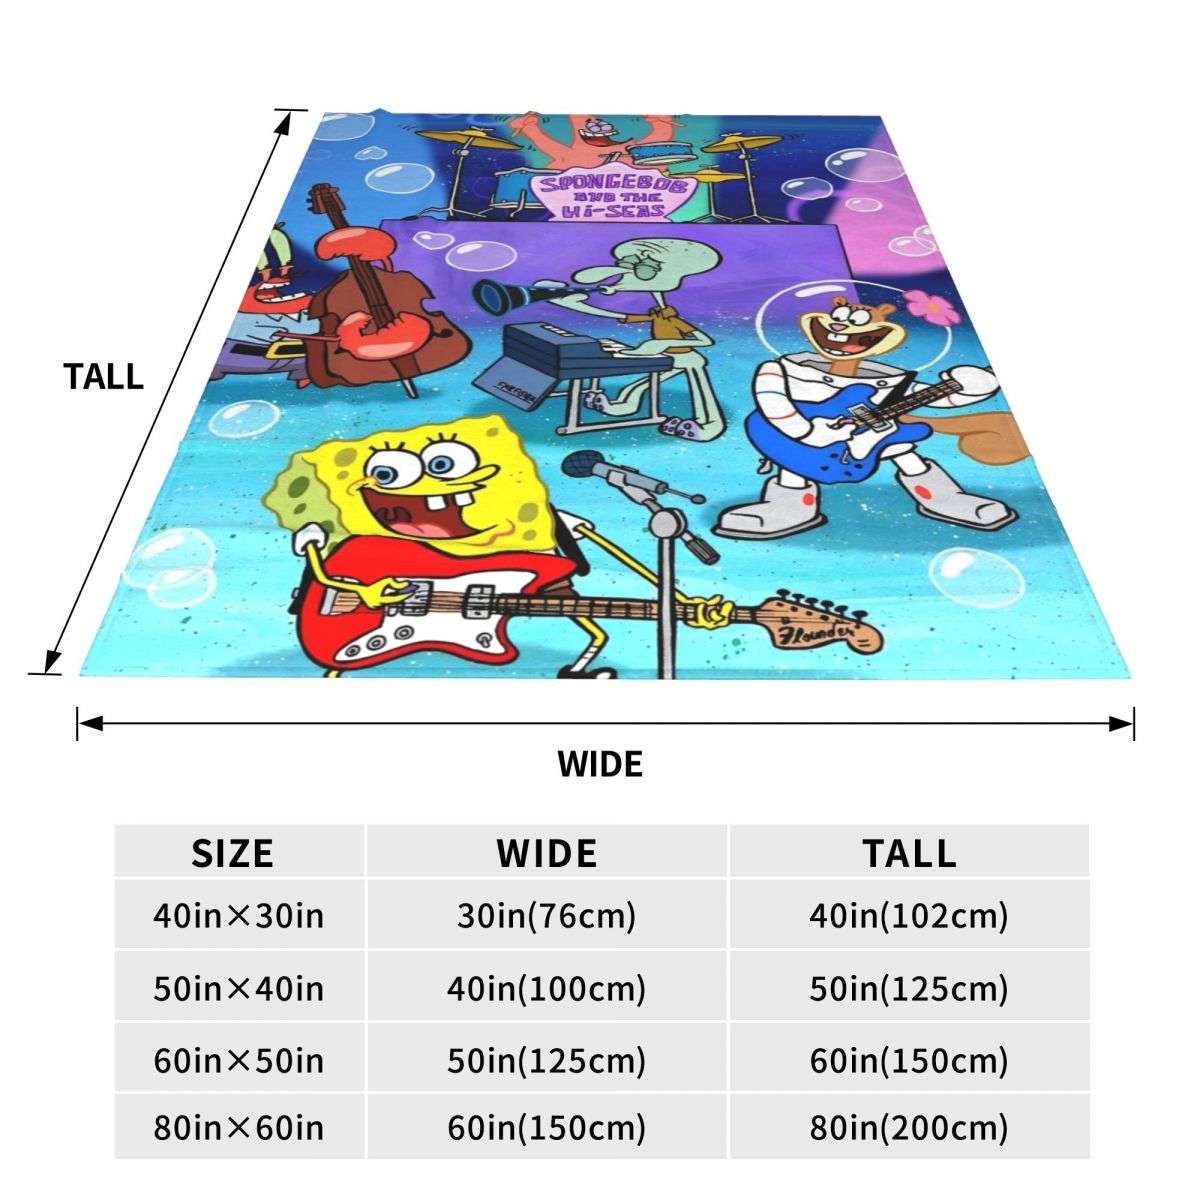 SPONGEBOB
AND THE
HI-SEAS
TALL
Flounder
WIDE
SIZE WIDE TALL
40in×30in 30in(76cm) 40in(102cm)
50in×40in 40in(100cm) 50in(125cm)
60in×50in 50in(125cm) 60in(150cm)
80in×60in 60in(150cm) 80in(200cm)